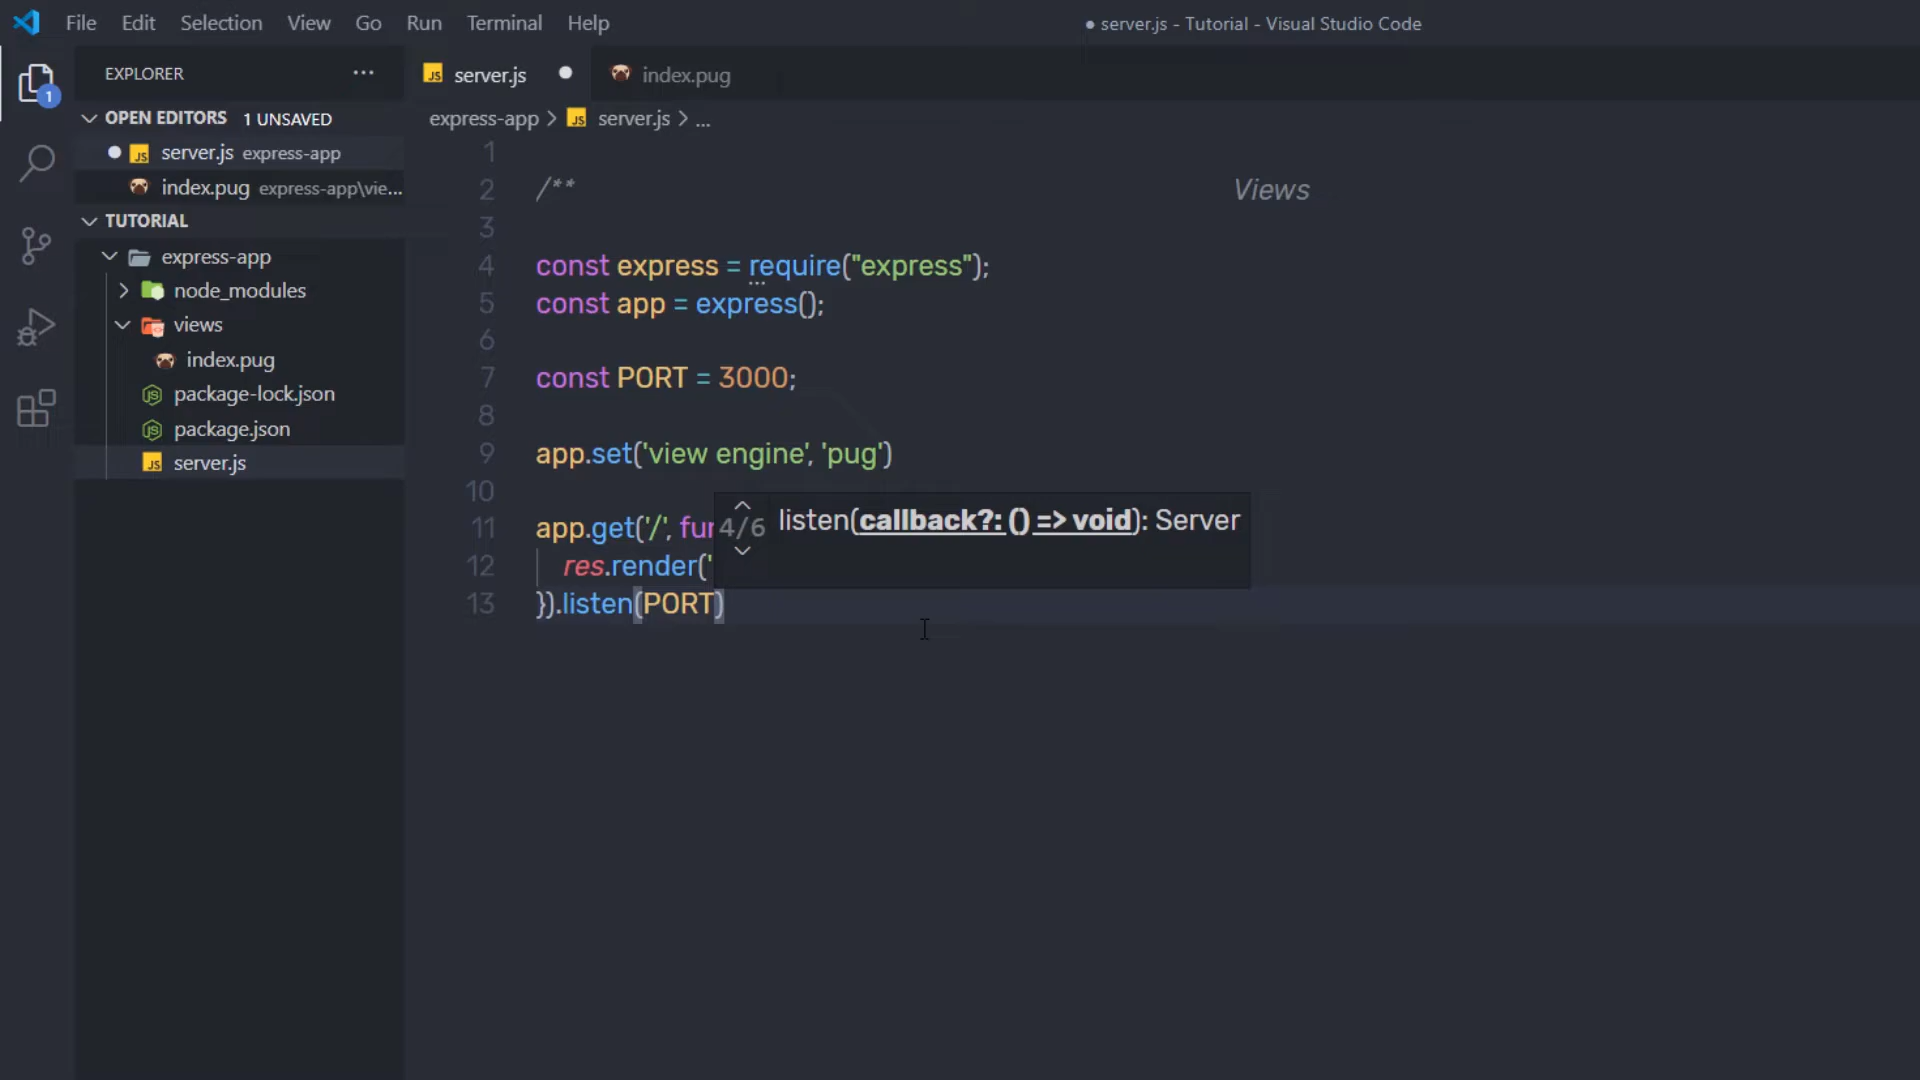 File Edit Selection View Go Run Terminal Help ● server.js - Tutorial - Visual Studio Code
EXPLORER ...
server.js ● index.pug
1
OPEN EDITORS 1 UNSAVED
server.js express-app
index.pug express-app\vie...
TUTORIAL
express-app
node_modules
views
index.pug
package-lock.json
package.json
server.js
express-app > server.js > ...
1
2 /** Views
3
4 const express = require("express");
5 const app = express();
6
7 const PORT = 3000;
8
9 app.set('view engine', 'pug')
10
11 app.get('/', fun
12 res.render('
13 }).listen(PORT)
4/6 listen(callback?: () => void): Server